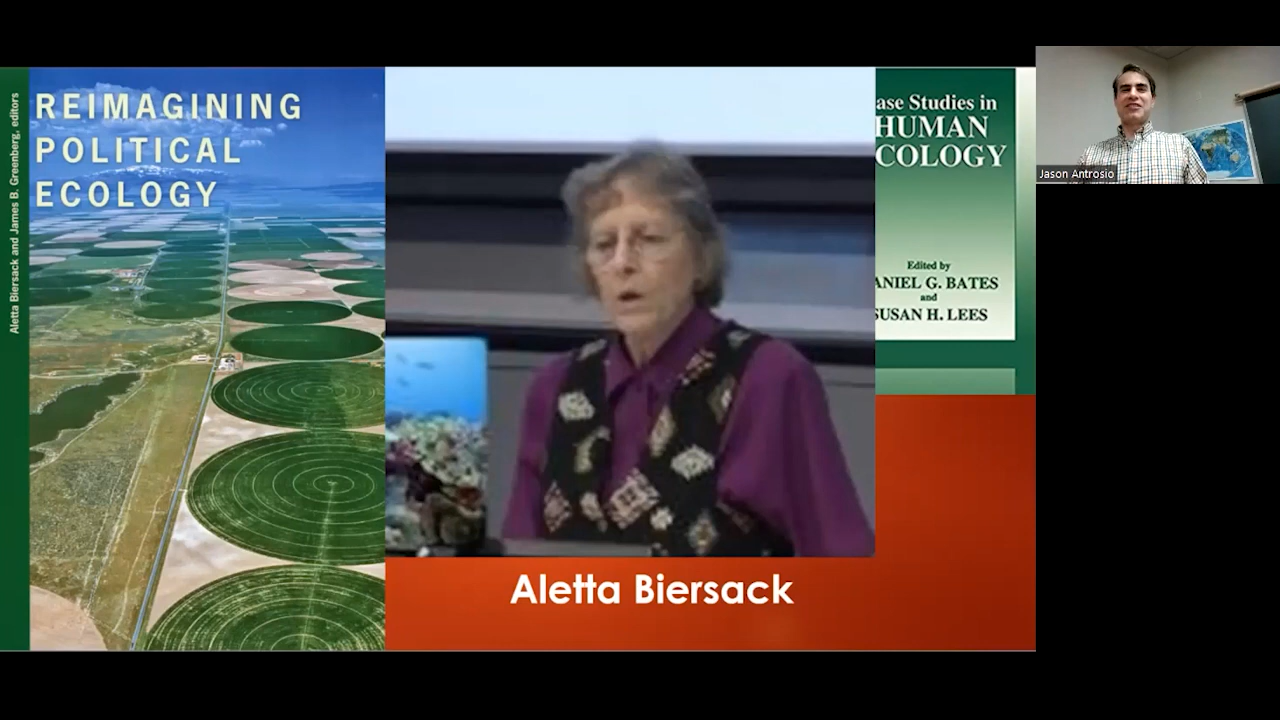 REIMAGINING
POLITICAL
ECOLOGY
Aletta Biersack and James B. Greenberg, editors
Aletta Biersack
ase Studies in
HUMAN
COLOGY
Edited by
ANIEL G. BATES
and
SUSAN H. LEES
Jason Antrosio